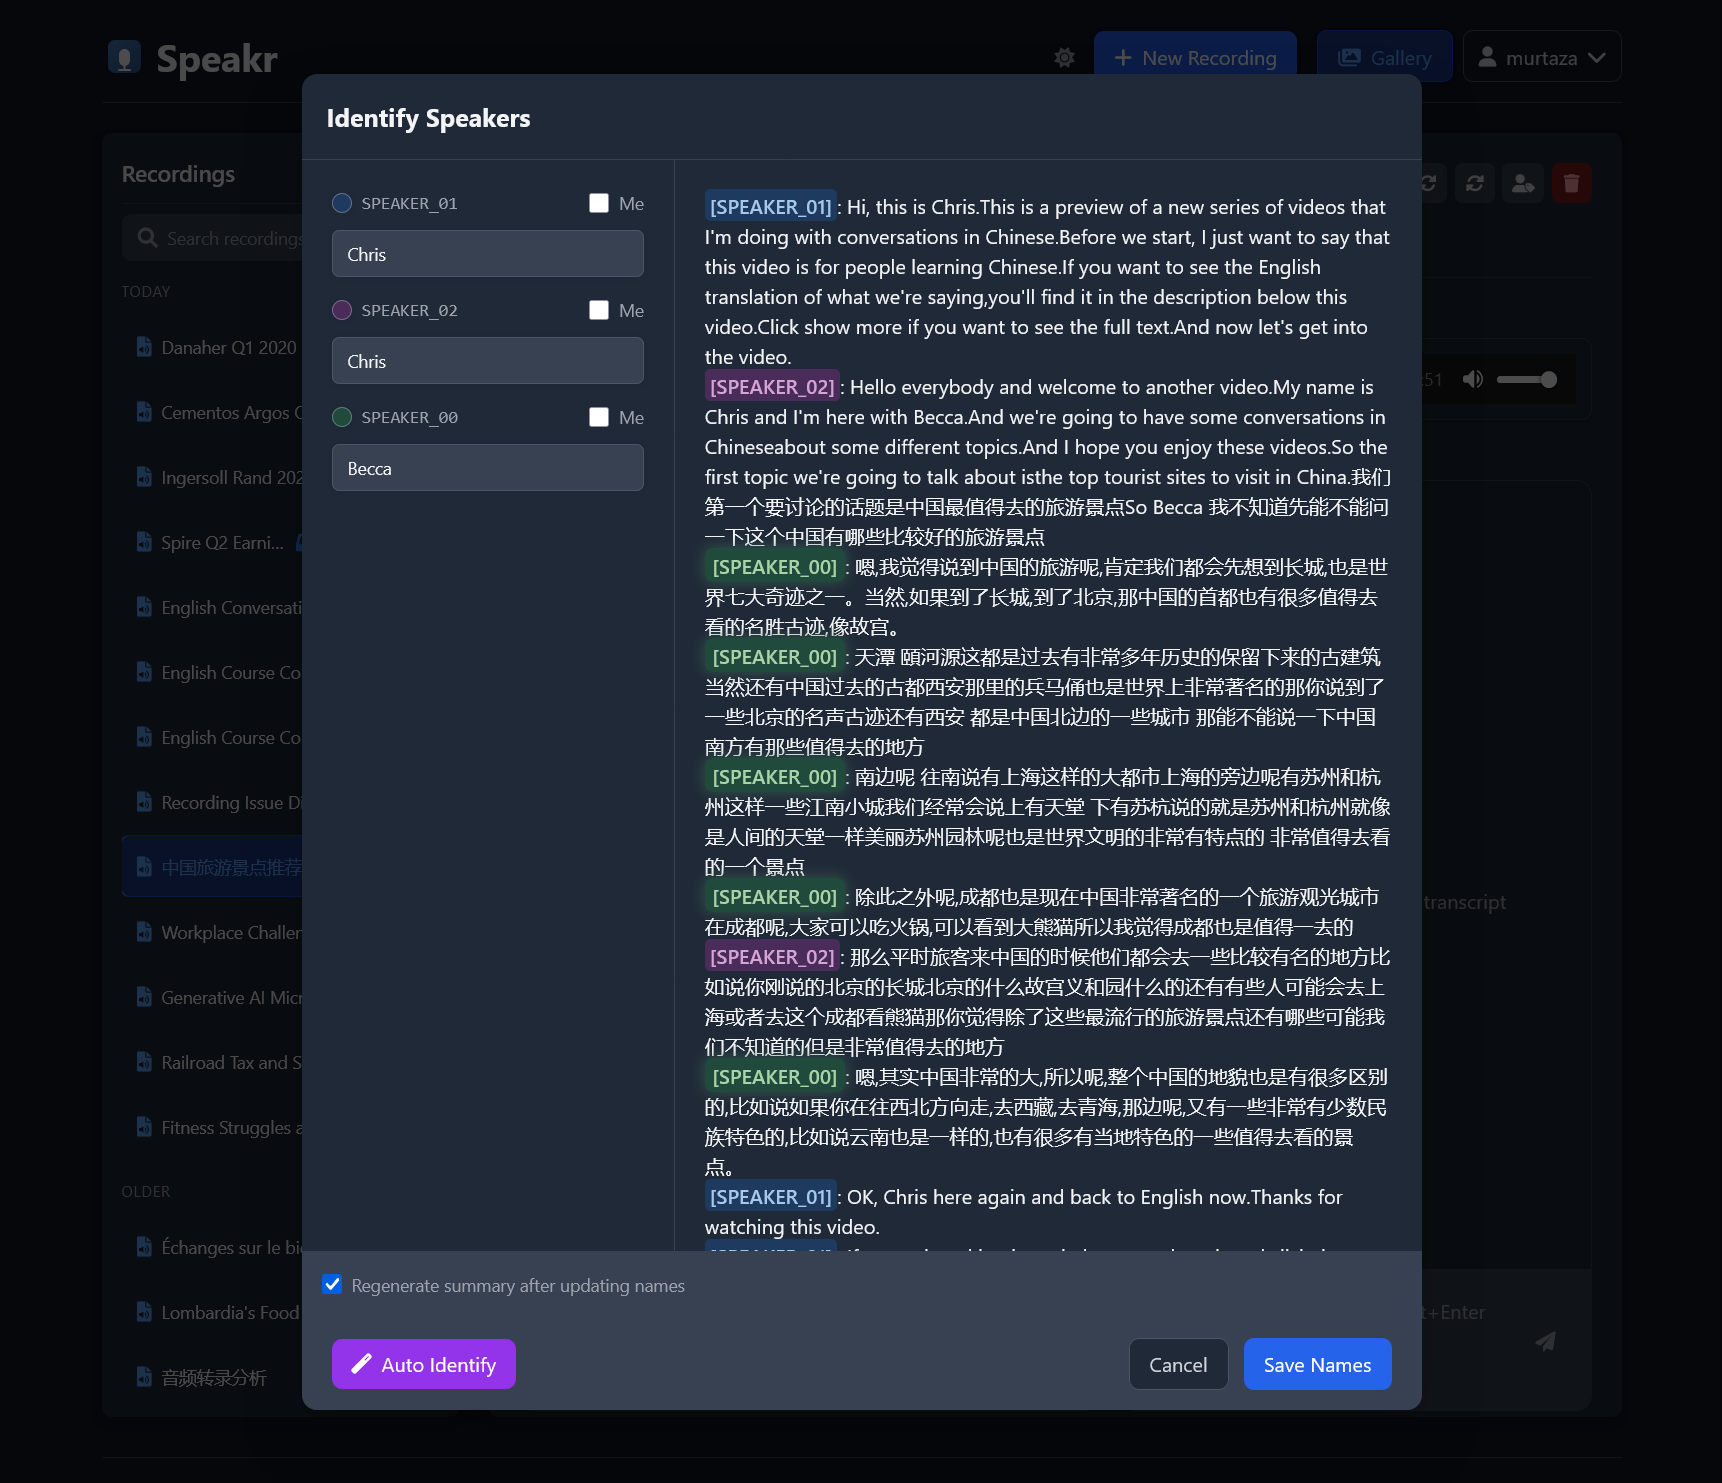 Speakr
New Recording
Gallery
murtaza
Identify Speakers
Recordings
Search recordings
TODAY
Danaher Q1 2020
Cementos Argos
Ingersoll Rand 202
Spire Q2 Earni...
English Conversati
English Course Co
English Course Co
Recording Issue Di
中国旅游景点推荐
Workplace Challen
Generative AI Micr
Railroad Tax and S
Fitness Struggles a
OLDER
Échanges sur le bi
Lombardia's Food
音频转录分析
SPEAKER_01
Me
Chris
SPEAKER_02
Me
Chris
SPEAKER_00
Me
Becca
[SPEAKER_01]: Hi, this is Chris.This is a preview of a new series of videos that
I'm doing with conversations in Chinese.Before we start, I just want to say that
this video is for people learning Chinese.If you want to see the English
translation of what we're saying,you'll find it in the description below this
video.Click show more if you want to see the full text.And now let's get into
the video.
[SPEAKER_02]: Hello everybody and welcome to another video.My name is
Chris and I'm here with Becca.And we're going to have some conversations in
Chineseabout some different topics.And I hope you enjoy these videos.So the
first topic we're going to talk about isthe top tourist sites to visit in China.我们
第一个要讨论的话题是中国最值得去的旅游景点So Becca 我不知道先能不能问
一下这个中国有哪些比较好的旅游景点
[SPEAKER_00]: 嗯,我觉得说到中国的旅游呢,肯定我们都会先想到长城,也是世
界七大奇迹之一。当然,如果到了长城,到了北京,那中国的首都也有很多值得去
看的名胜古迹,像故宫。
[SPEAKER_00]: 天潭 頤河源这都是过去有非常多年历史的保留下来的古建筑
当然还有中国过去的古都西安那里的兵马俑也是世界上非常著名的那你说到了
一些北京的名声古迹还有西安 都是中国北边的一些城市 那能不能说一下中国
南方有那些值得去的地方
[SPEAKER_00]: 南边呢 往南说有上海这样的大都市上海的旁边呢有苏州和杭
州这样一些江南小城我们经常会说上有天堂 下有苏杭说的就是苏州和杭州就像
是人间的天堂一样美丽苏州园林呢也是世界文明的非常有特点的 非常值得去看
的一个景点
[SPEAKER_00]: 除此之外呢,成都也是现在中国非常著名的一个旅游观光城市
在成都呢,大家可以吃火锅,可以看到大熊猫所以我觉得成都也是值得一去的
[SPEAKER_02]: 那么平时旅客来中国的时候他们都会去一些比较有名的地方比
如说你刚说的北京的长城北京的什么故宫义和园什么的还有有些人可能会去上
海或者去这个成都看熊猫那你觉得除了这些最流行的旅游景点还有哪些可能我
们不知道的但是非常值得去的地方
[SPEAKER_00]: 嗯,其实中国非常的大,所以呢,整个中国的地貌也是有很多区别
的,比如说如果你在往西北方向走,去西藏,去青海,那边呢,又有一些非常有少数民
族特色的,比如说云南也是一样的,也有很多有当地特色的一些值得去看的景
点。
[SPEAKER_01]: OK, Chris here again and back to English now.Thanks for
watching this video.
:51
transcript
t+Enter
Regenerate summary after updating names
Auto Identify
Cancel
Save Names